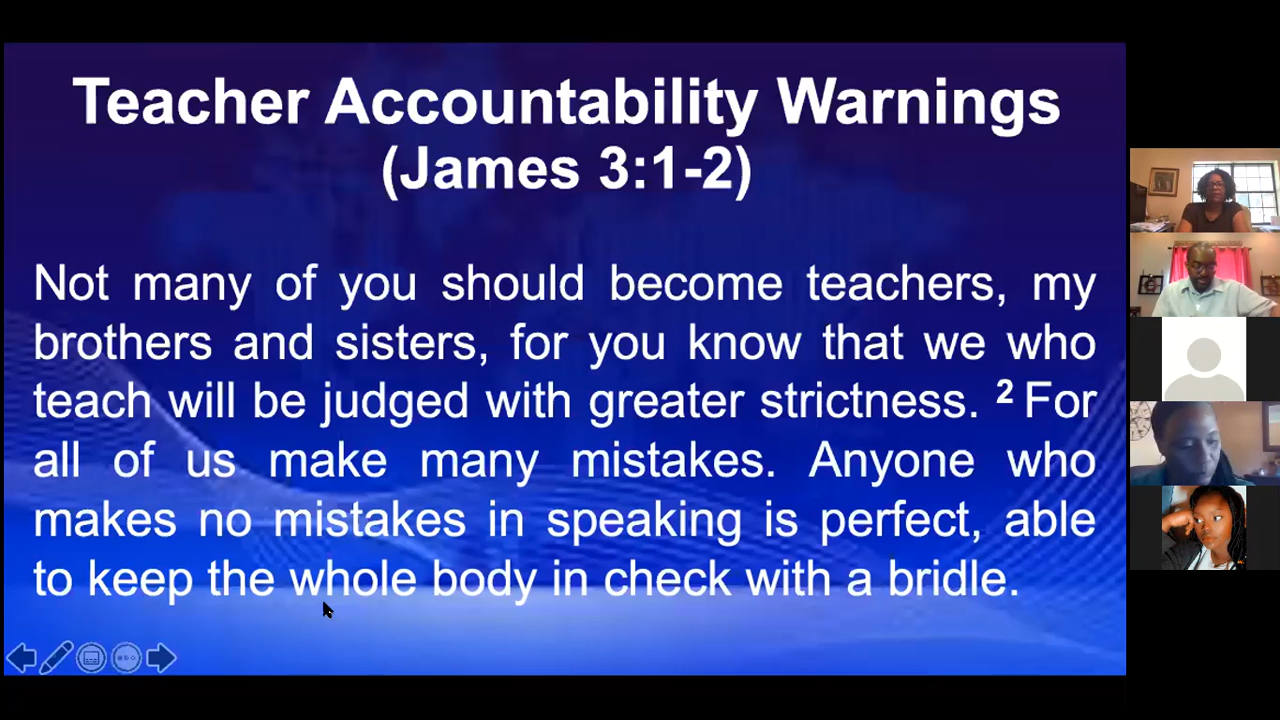 Teacher Accountability Warnings
(James 3:1-2)
Not many of you should become teachers, my
brothers and sisters, for you know that we who
teach will be judged with greater strictness. ² For
all of us make many mistakes. Anyone who
makes no mistakes in speaking is perfect, able
to keep the whole body in check with a bridle.